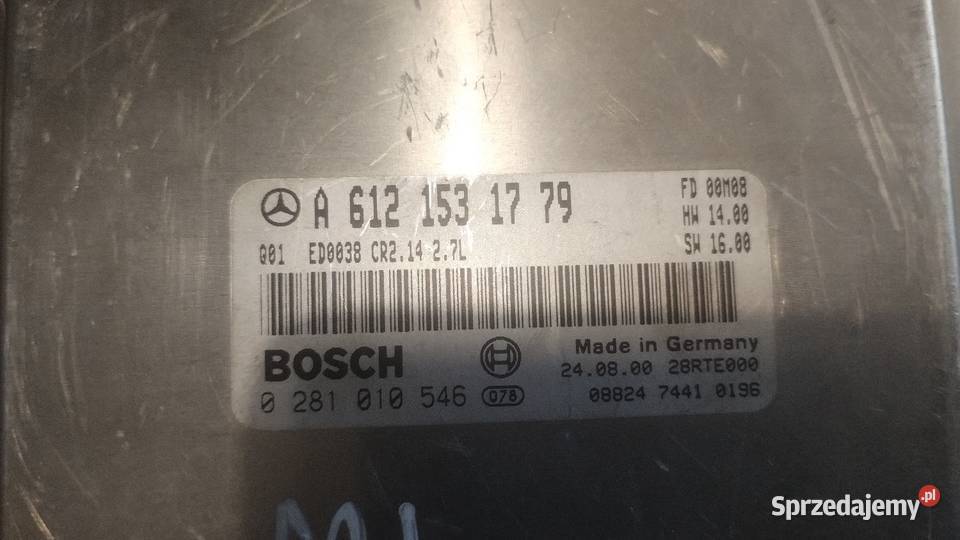 A 612 153 17 79
FD 00M08
HW 14.00
Q01 ED0038 CR2.14 2.7L
SW 16.00
BOSCH
Made in Germany
24.08.00 28RTE000
0 281 010 546 078
08824 7441 0196
Sprzedajemy.pl